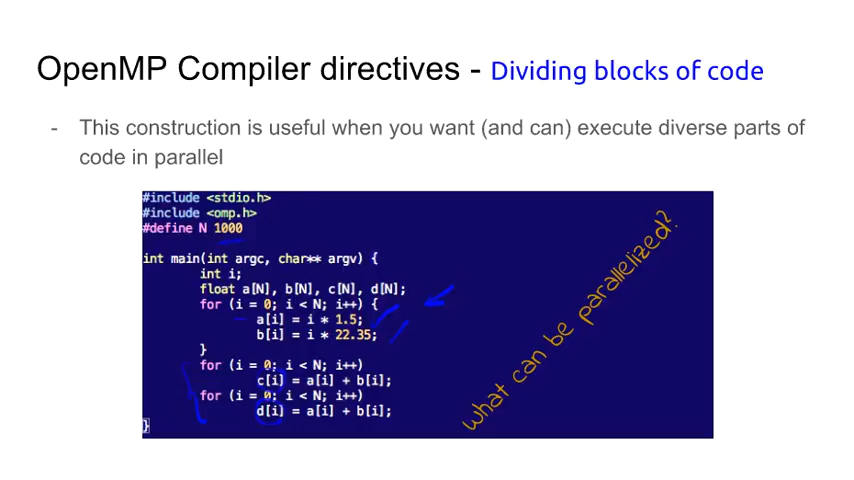 OpenMP Compiler directives - Dividing blocks of code
- This construction is useful when you want (and can) execute diverse parts of
code in parallel
#include <stdio.h>
#include <omp.h>
#define N 1000
int main(int argc, char** argv) {
int i;
float a[N], b[N], c[N], d[N];
for (i = 0; i < N; i++) {
a[i] = i * 1.5;
b[i] = i * 22.35;
}
for (i = 0; i < N; i++)
c[i] = a[i] + b[i];
for (i = 0; i < N; i++)
d[i] = a[i] + b[i];
}
what can be parallelized?